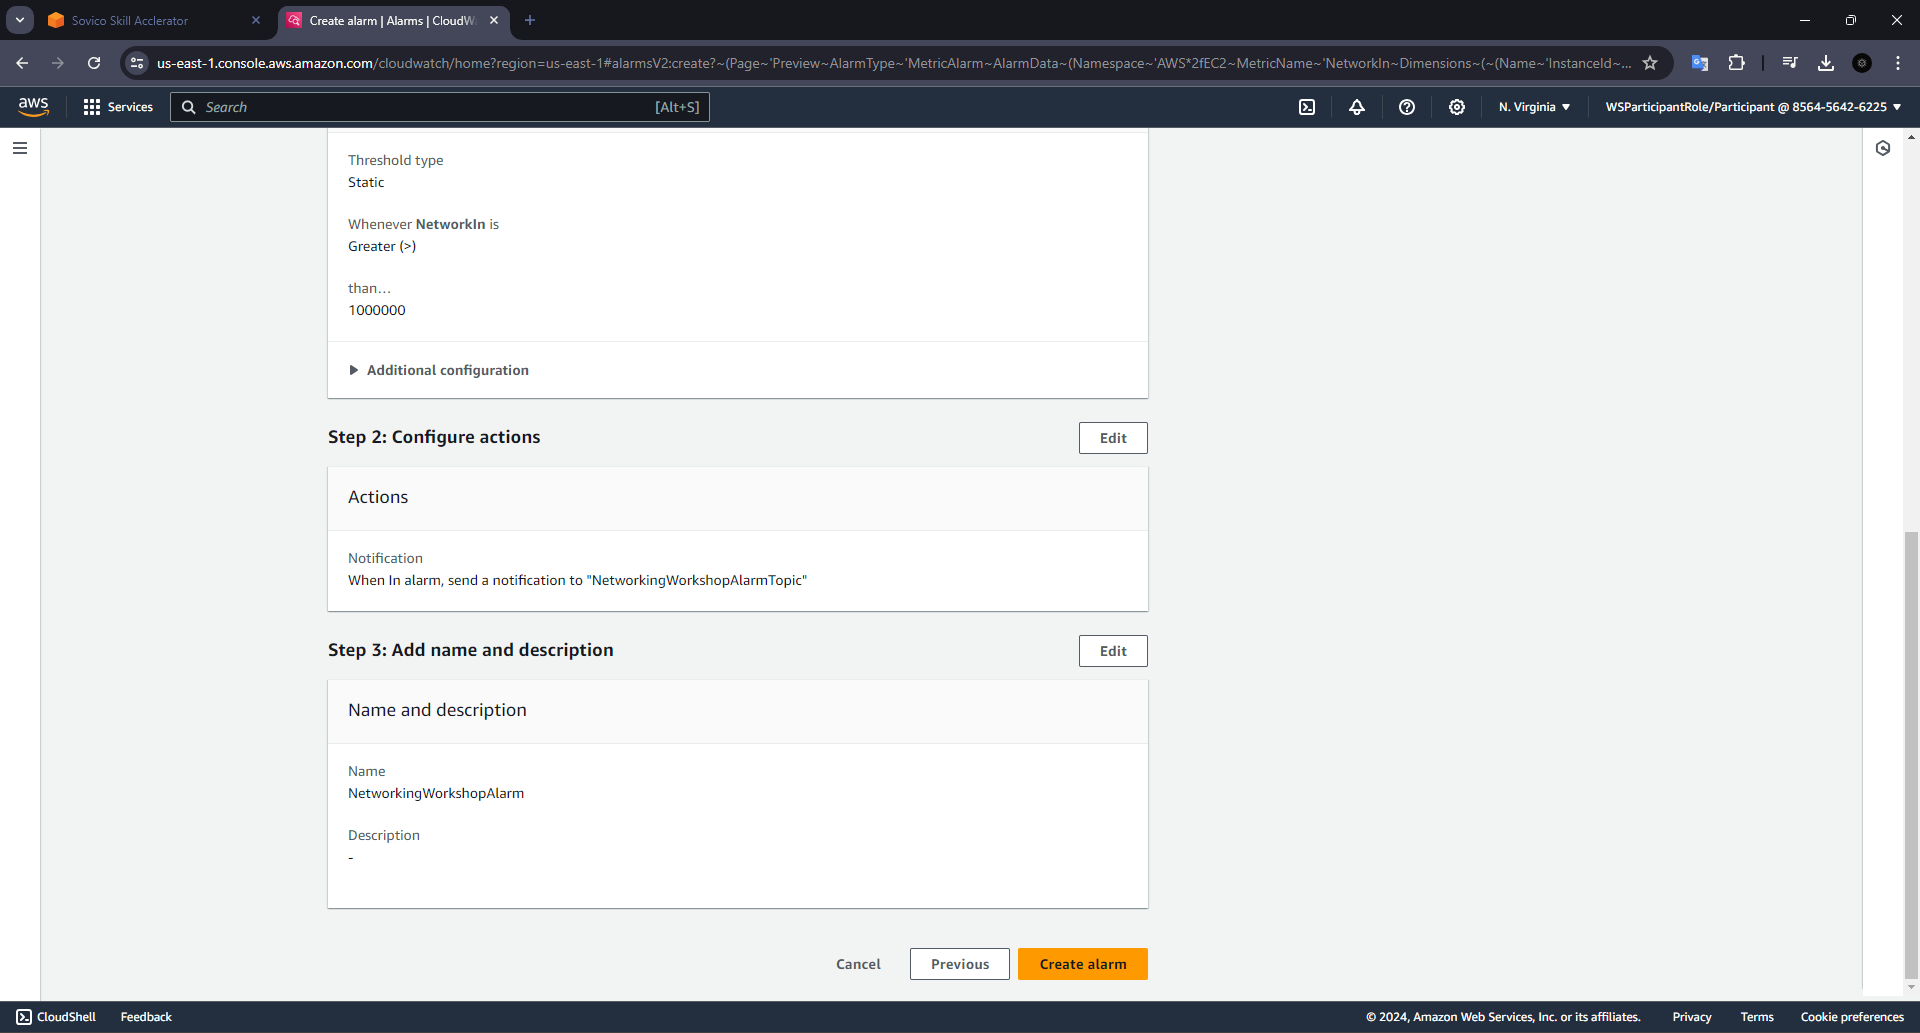 Sovico Skill Acclerator
Create alarm | Alarms | CloudW
us-east-1.console.aws.amazon.com/cloudwatch/home?region=us-east-1#alarmsV2:create?~(Page~'Preview~AlarmType~'MetricAlarm~AlarmData~(Namespace~'AWS*2fEC2~MetricName~'NetworkIn~Dimensions~(~(Name~'InstanceId~...
aws
Services
Search
[Alt+S]
N. Virginia
WSParticipantRole/Participant @ 8564-5642-6225
Threshold type
Static
Whenever NetworkIn is
Greater (>)
than…
1000000
Additional configuration
Step 2: Configure actions
Edit
Actions
Notification
When In alarm, send a notification to "NetworkingWorkshopAlarmTopic"
Step 3: Add name and description
Edit
Name and description
Name
NetworkingWorkshopAlarm
Description
-
Cancel
Previous
Create alarm
CloudShell
Feedback
© 2024, Amazon Web Services, Inc. or its affiliates.
Privacy
Terms
Cookie preferences